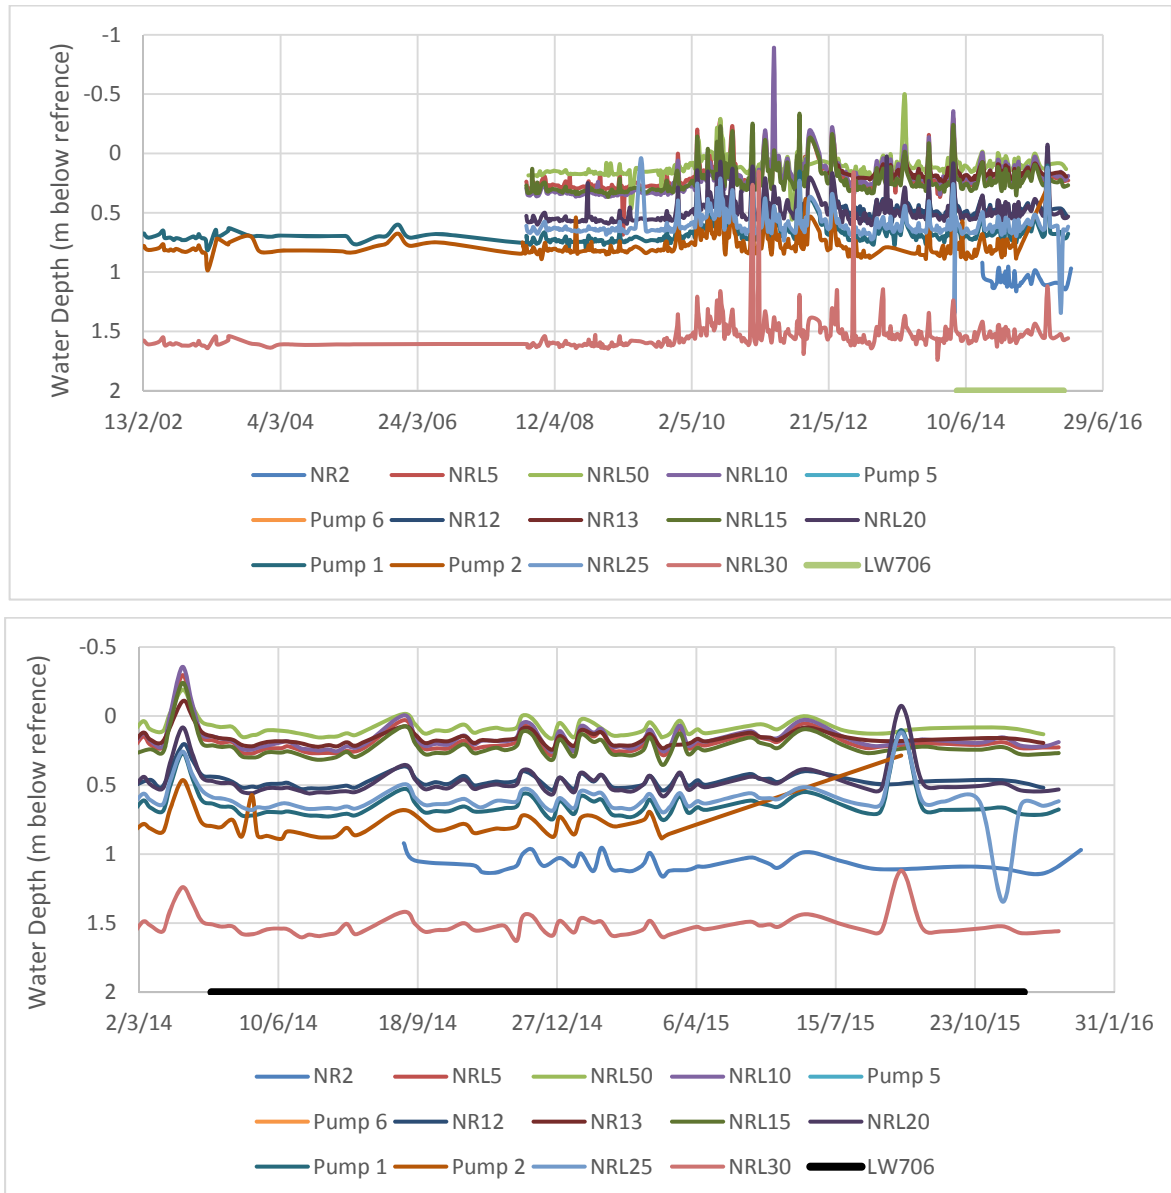 Water Depth (m below refrence)
-1
-0.5
0
0.5
1
1.5
2
13/2/02 4/3/04 24/3/06 12/4/08 2/5/10 21/5/12 10/6/14 29/6/16
NR2 NRL5 NRL50 NRL10 Pump 5
Pump 6 NR12 NR13 NRL15 NRL20
Pump 1 Pump 2 NRL25 NRL30 LW706
Water Depth (m below refrence)
-0.5
0
0.5
1
1.5
2
2/3/14 10/6/14 18/9/14 27/12/14 6/4/15 15/7/15 23/10/15 31/1/16
NR2 NRL5 NRL50 NRL10 Pump 5
Pump 6 NR12 NR13 NRL15 NRL20
Pump 1 Pump 2 NRL25 NRL30 LW706